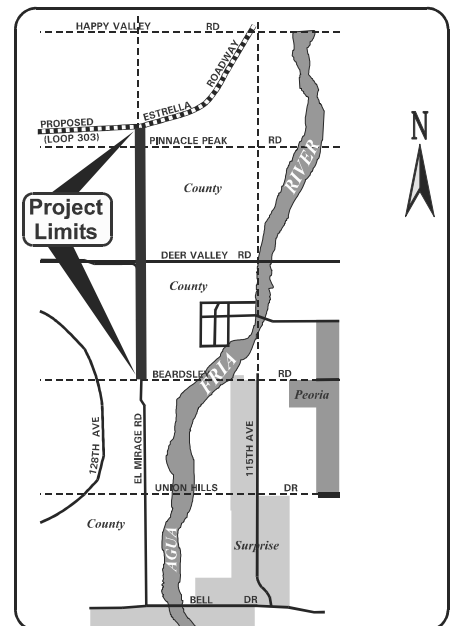 HAPPY VALLEY RD
ROADWAY
ESTRELLA
PROPOSED
(LOOP 303)
PINNACLE PEAK RD
N
RIVER
County
Project
Limits
DEER VALLEY RD
County
FRIA
BEARDSLEY RD
Peoria
128TH AVE
EL MIRAGE RD
115TH AVE
UNION HILLS DR
County
AGUA
Surprise
BELL DR